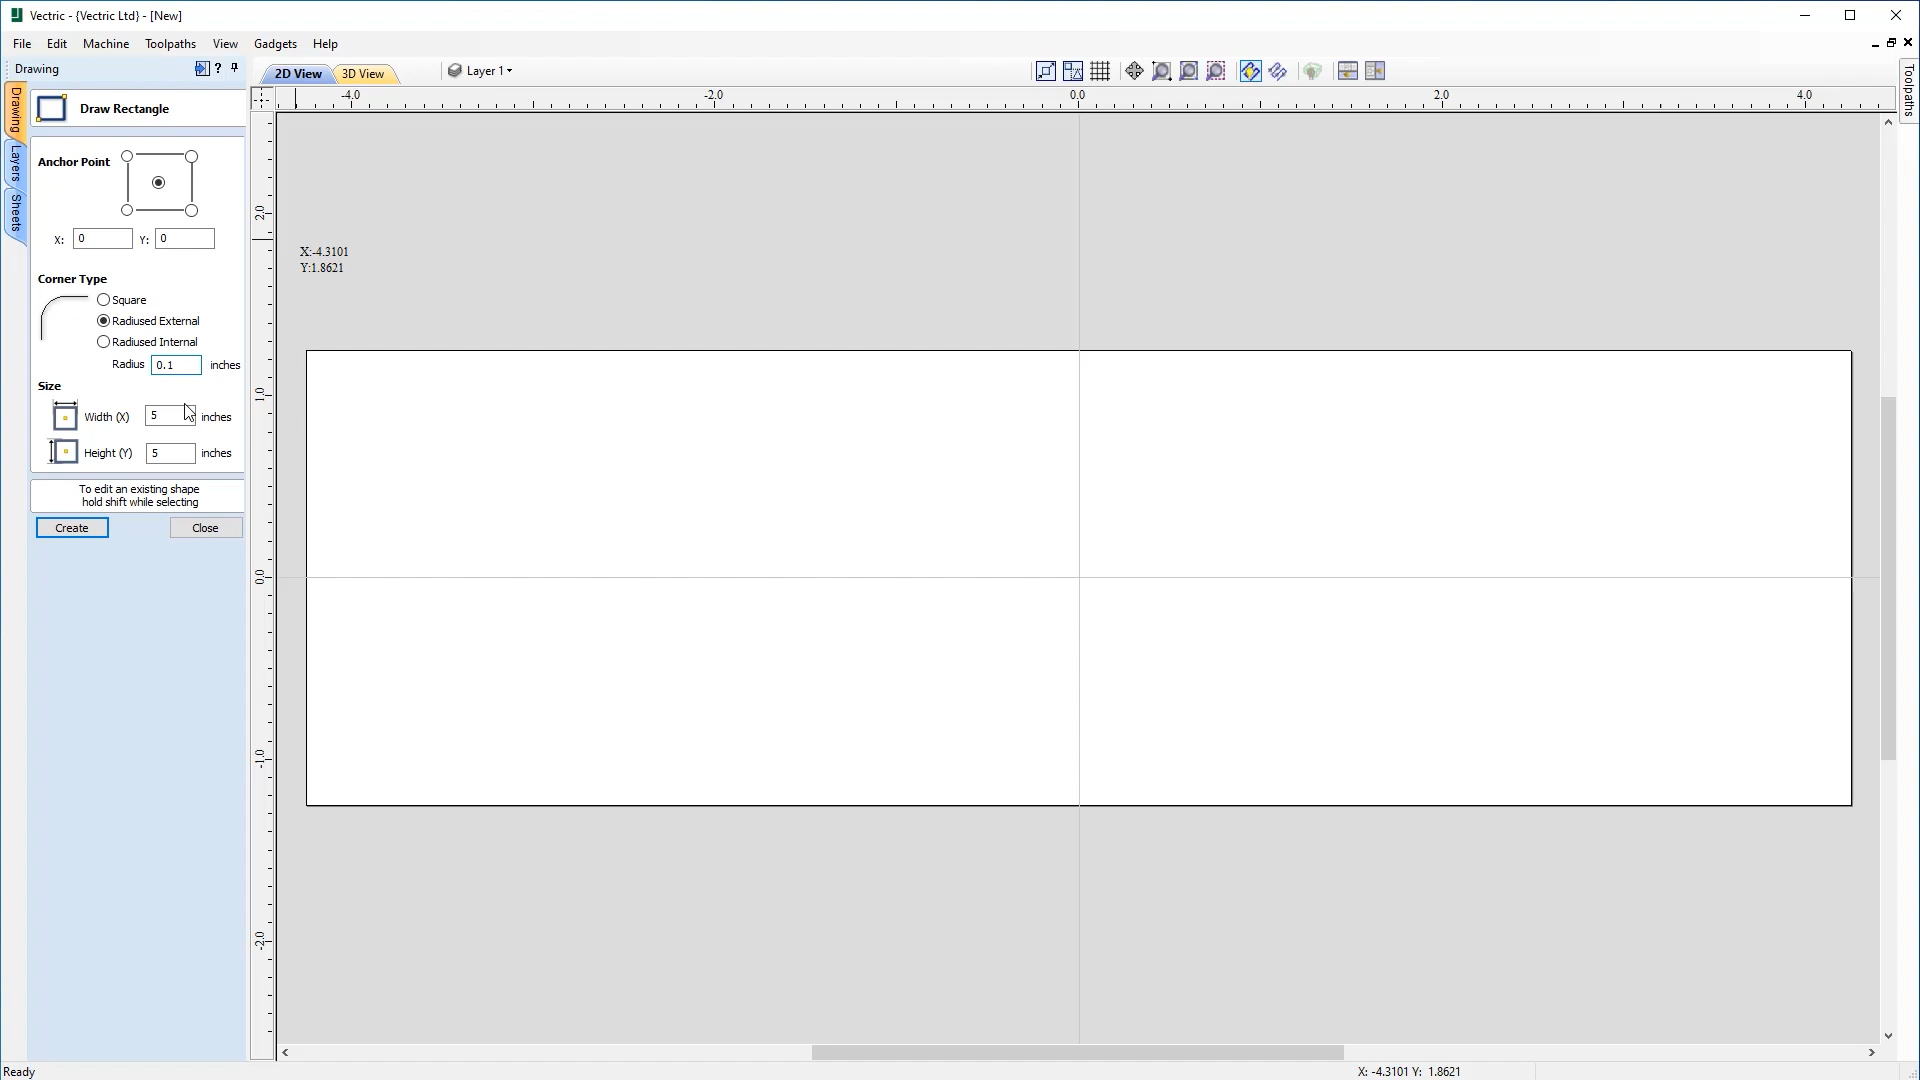 Vectric - {Vectric Ltd} - [New]
File Edit Machine Toolpaths View Gadgets Help
Drawing ?
2D View 3D View Layer 1
Toolpaths
Drawing
Layers
Sheets
Draw Rectangle
Anchor Point
X: 0 Y: 0
Corner Type
Square
Radiused External
Radiused Internal
Radius 0.1 inches
Size
Width (X) 5 inches
Height (Y) 5 inches
To edit an existing shape
hold shift while selecting
Create Close
-4.0 -2.0 0.0 2.0 4.0
2.0
1.0
0.0
-1.0
-2.0
X:-4.3101
Y:1.8621
Ready X: -4.3101 Y: 1.8621